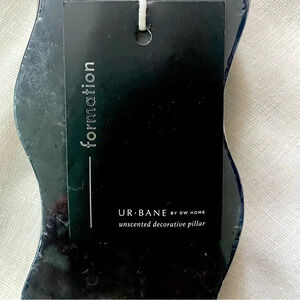 formation
UR·BANE BY DW HOME
unscented decorative pillar